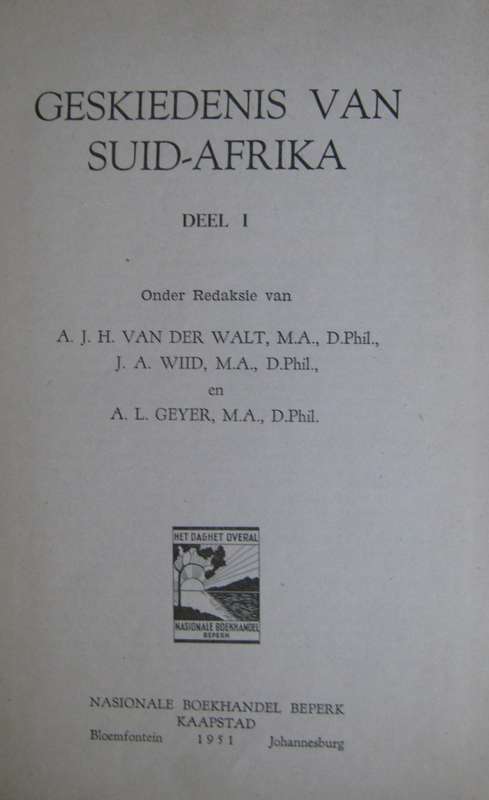 GESKIEDENIS VAN
SUID-AFRIKA
DEEL I
Onder Redaksie van
A. J. H. VAN DER WALT, M.A., D.Phil.,
J. A. WIID, M.A., D.Phil.,
en
A. L. GEYER, M.A., D.Phil.
HET DAGHET OVERAL
NASIONALE BOEKHANDEL
BEPERK
NASIONALE BOEKHANDEL BEPERK
KAAPSTAD
Bloemfontein 1951 Johannesburg